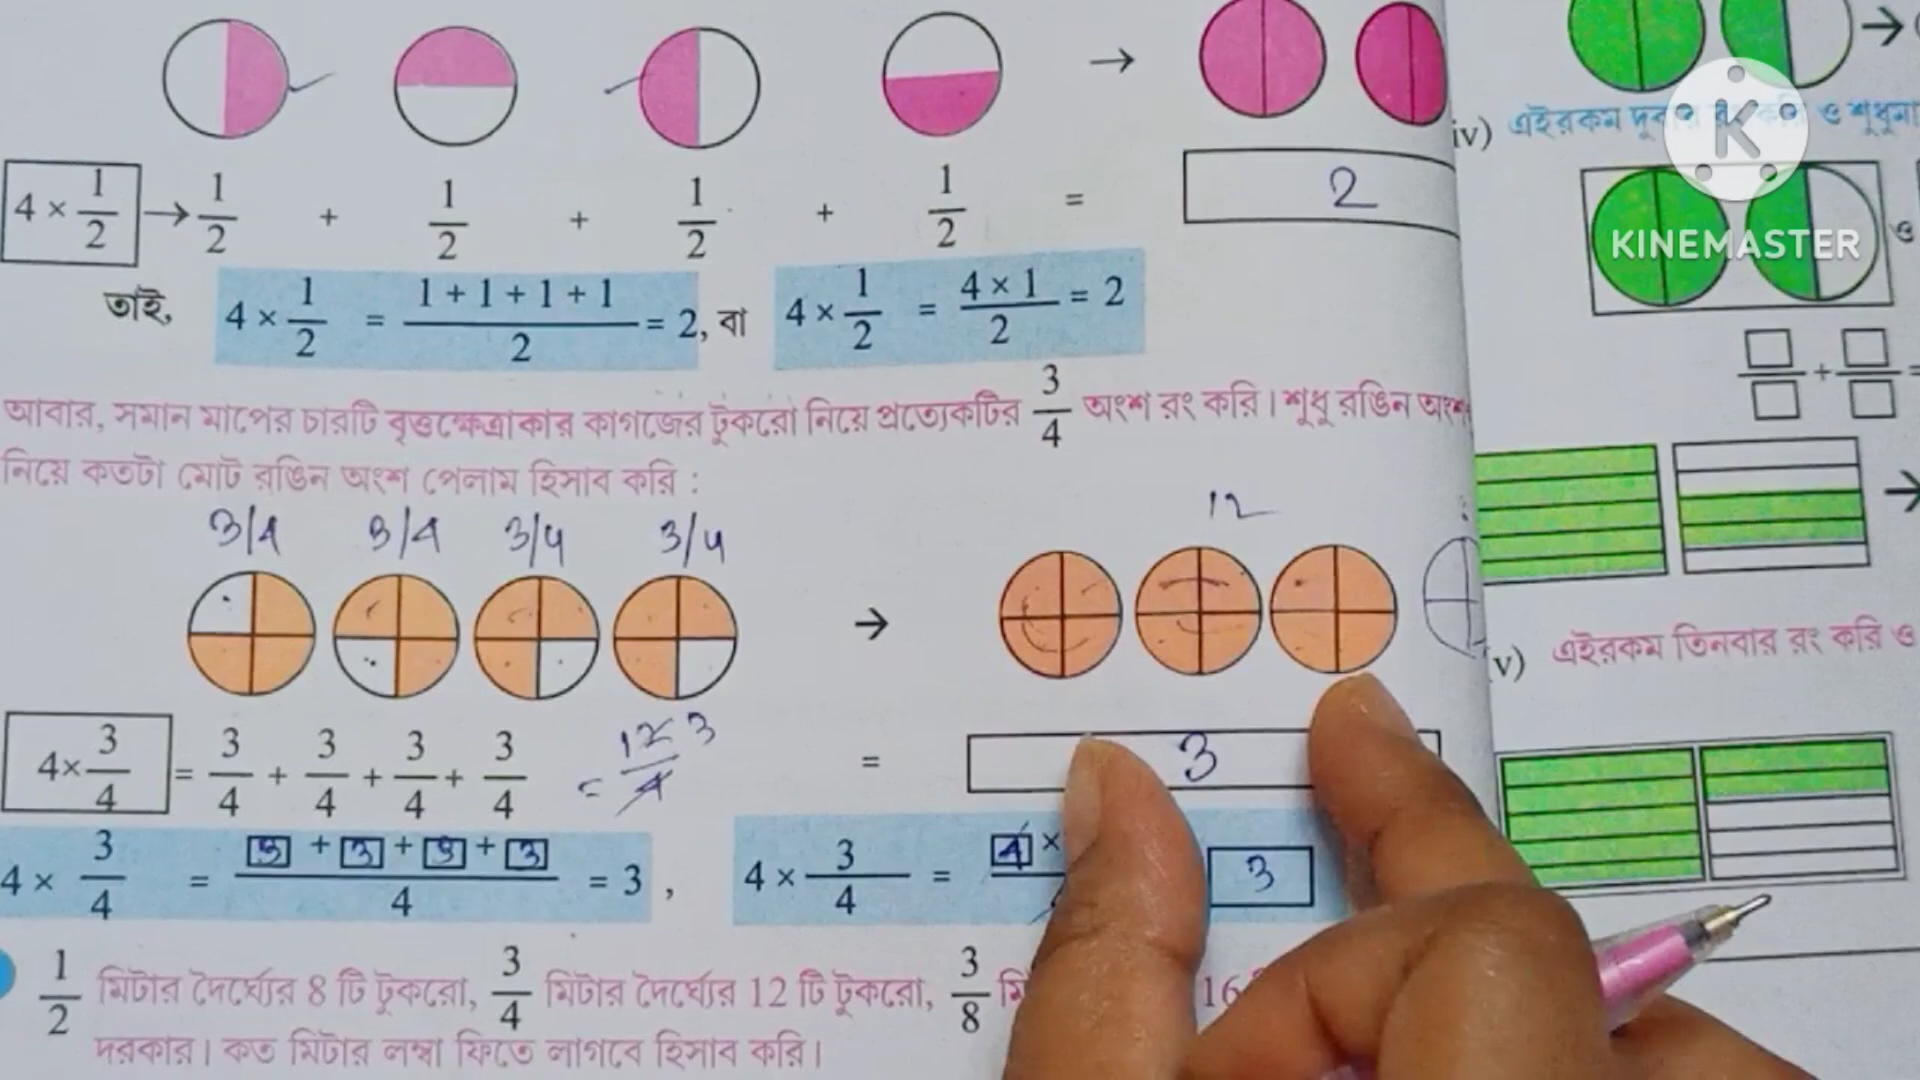 iv) এইরকম দুবার রং করি ও শুধুমা
KINEMASTER
4 × 1/2 → 1/2 + 1/2 + 1/2 + 1/2 = 2
তাই, 4 × 1/2 = 1 + 1 + 1 + 1/2 = 2, বা 4 × 1/2 = 4 × 1/2 = 2
আবার, সমান মাপের চারটি বৃত্তক্ষেত্রাকার কাগজের টুকরো নিয়ে প্রত্যেকটির 3/4 অংশ রং করি। শুধু রঙিন অংশ
নিয়ে কতটা মোট রঙিন অংশ পেলাম হিসাব করি :
3/4 3/4 3/4 3/4 12
4× 3/4 = 3/4 + 3/4 + 3/4 + 3/4 = 12/4 3 = 3
4 × 3/4 = 3 + 3 + 3 + 3/4 = 3 , 4 × 3/4 = 4 × 3
1/2 মিটার দৈর্ঘ্যের 8 টি টুকরো, 3/4 মিটার দৈর্ঘ্যের 12 টি টুকরো, 3/8 মি 16
দরকার। কত মিটার লম্বা ফিতে লাগবে হিসাব করি।
ও
v) এইরকম তিনবার রং করি ও